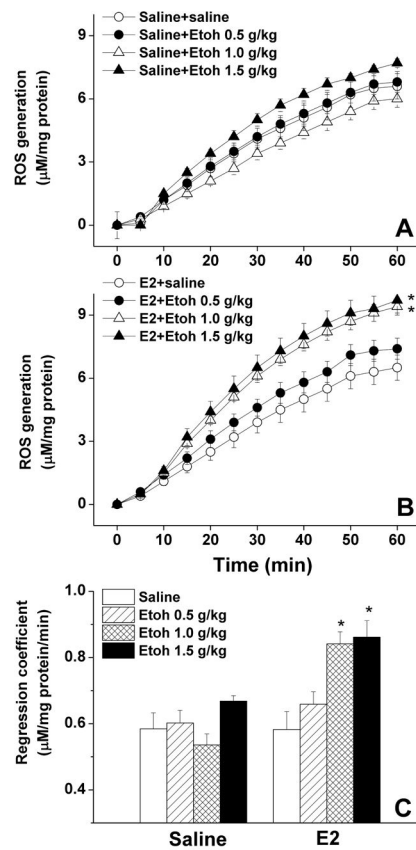 Saline+saline
Saline+Etoh 0.5 g/kg
Saline+Etoh 1.0 g/kg
Saline+Etoh 1.5 g/kg
ROS generation
(μM/mg protein)
6
3
0
0 10 20 30 40 50 60
A
E2+saline
E2+Etoh 0.5 g/kg
E2+Etoh 1.0 g/kg
E2+Etoh 1.5 g/kg
*
*
ROS generation
(μM/mg protein)
9
6
3
0
0 10 20 30 40 50 60
B
Time (min)
Saline
Etoh 0.5 g/kg
Etoh 1.0 g/kg
Etoh 1.5 g/kg
* *
Regression coefficient
(μM/mg protein/min)
1.0
0.8
0.6
0.4
C
Saline E2